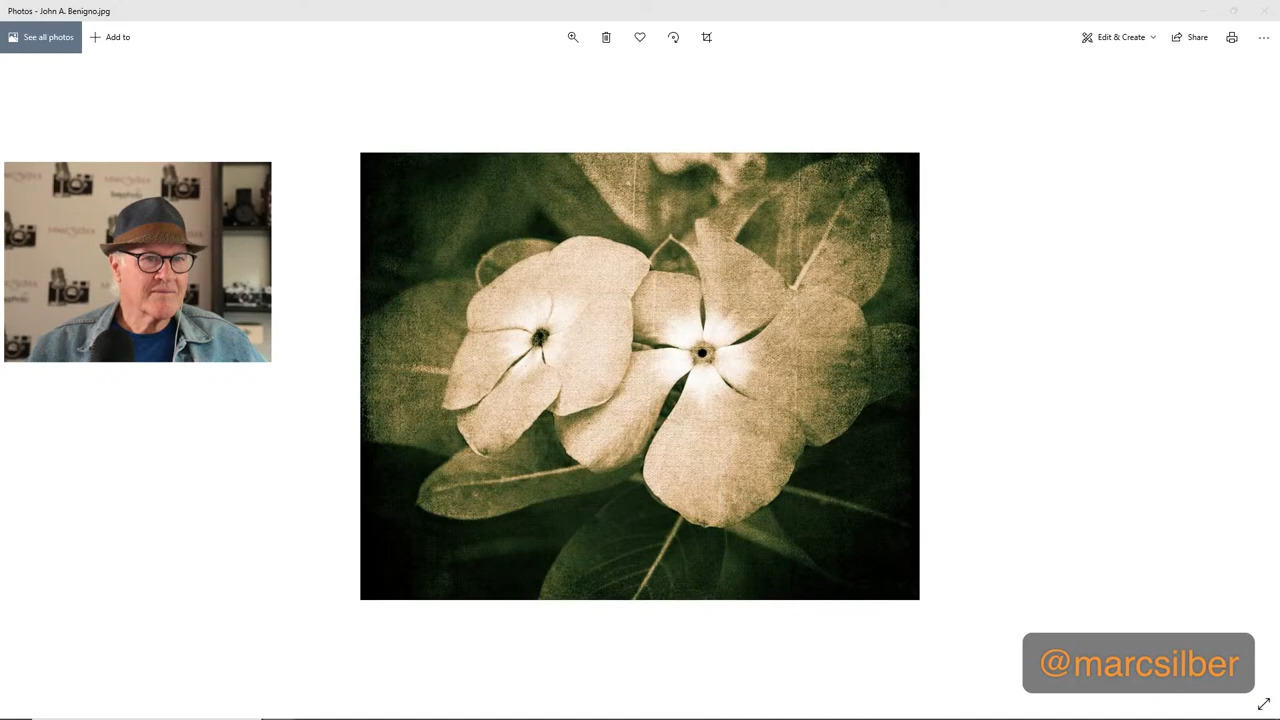 Photos - John A. Benigno.jpg
See all photos
Add to
Edit & Create
Share
@marcsilber